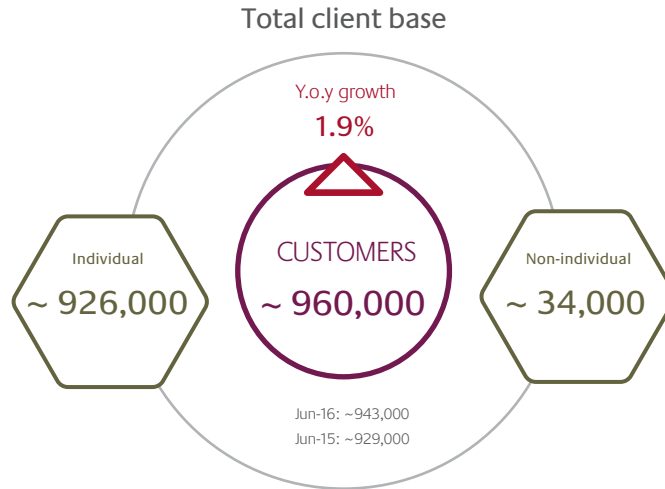 Total client base
Y.o.y growth
1.9%
Individual
~ 926,000
CUSTOMERS
~ 960,000
Non-individual
~ 34,000
Jun-16: ~943,000
Jun-15: ~929,000